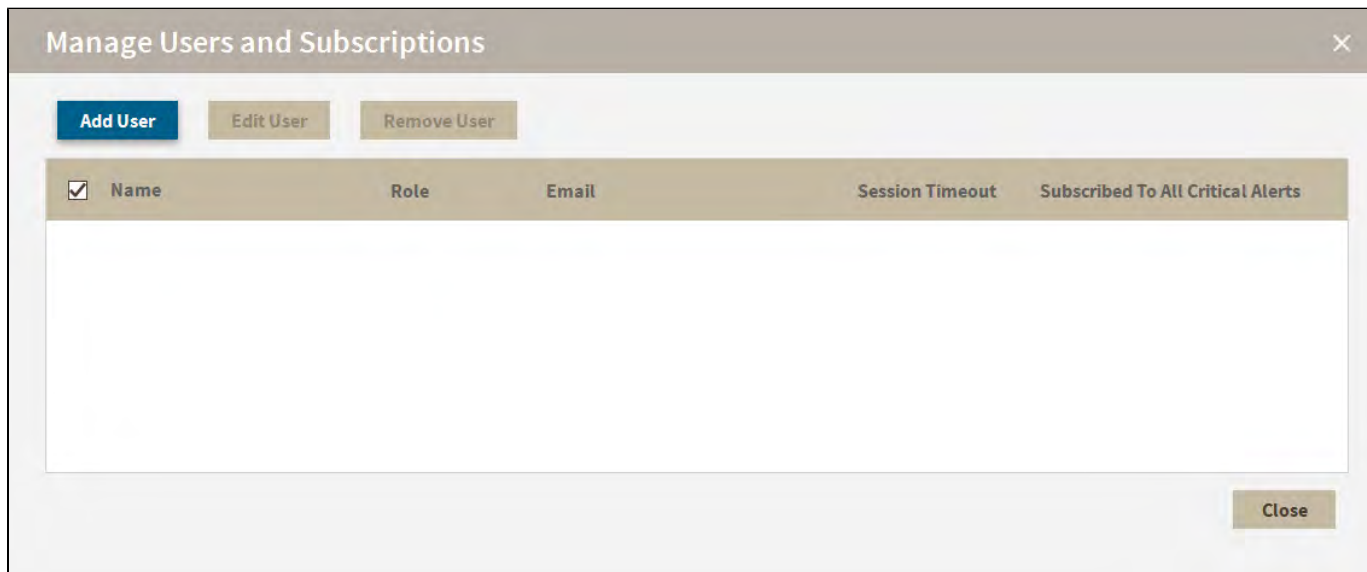 Manage Users and Subscriptions
Add User Edit User Remove User
Name Role Email Session Timeout Subscribed To All Critical Alerts
Close